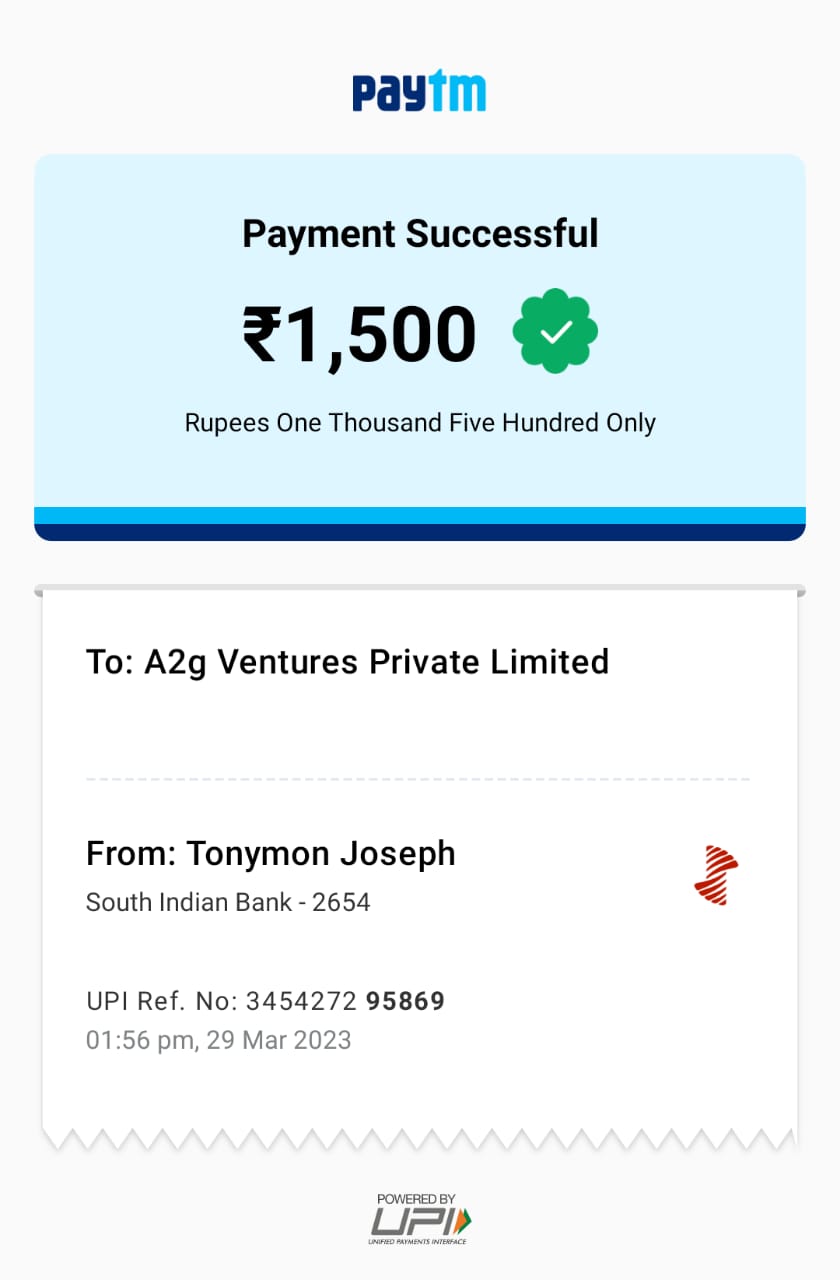 paytm
Payment Successful
₹1,500
Rupees One Thousand Five Hundred Only
To: A2g Ventures Private Limited
From: Tonymon Joseph
South Indian Bank - 2654
UPI Ref. No: 3454272 95869
01:56 pm, 29 Mar 2023
POWERED BY
UPI
UNIFIED PAYMENTS INTERFACE